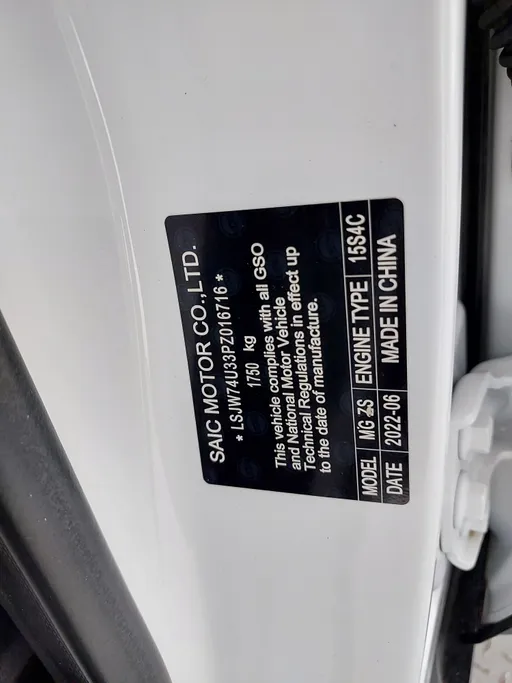 SAIC MOTOR CO.,LTD.
* LSJW74U33PZ016716 *
1750 kg
This vehicle complies with all GSO
and National Motor Vehicle
Technical Regulations in effect up
to the date of manufacture.
MODEL MG ZS ENGINE TYPE 15S4C
DATE 2022-06 MADE IN CHINA